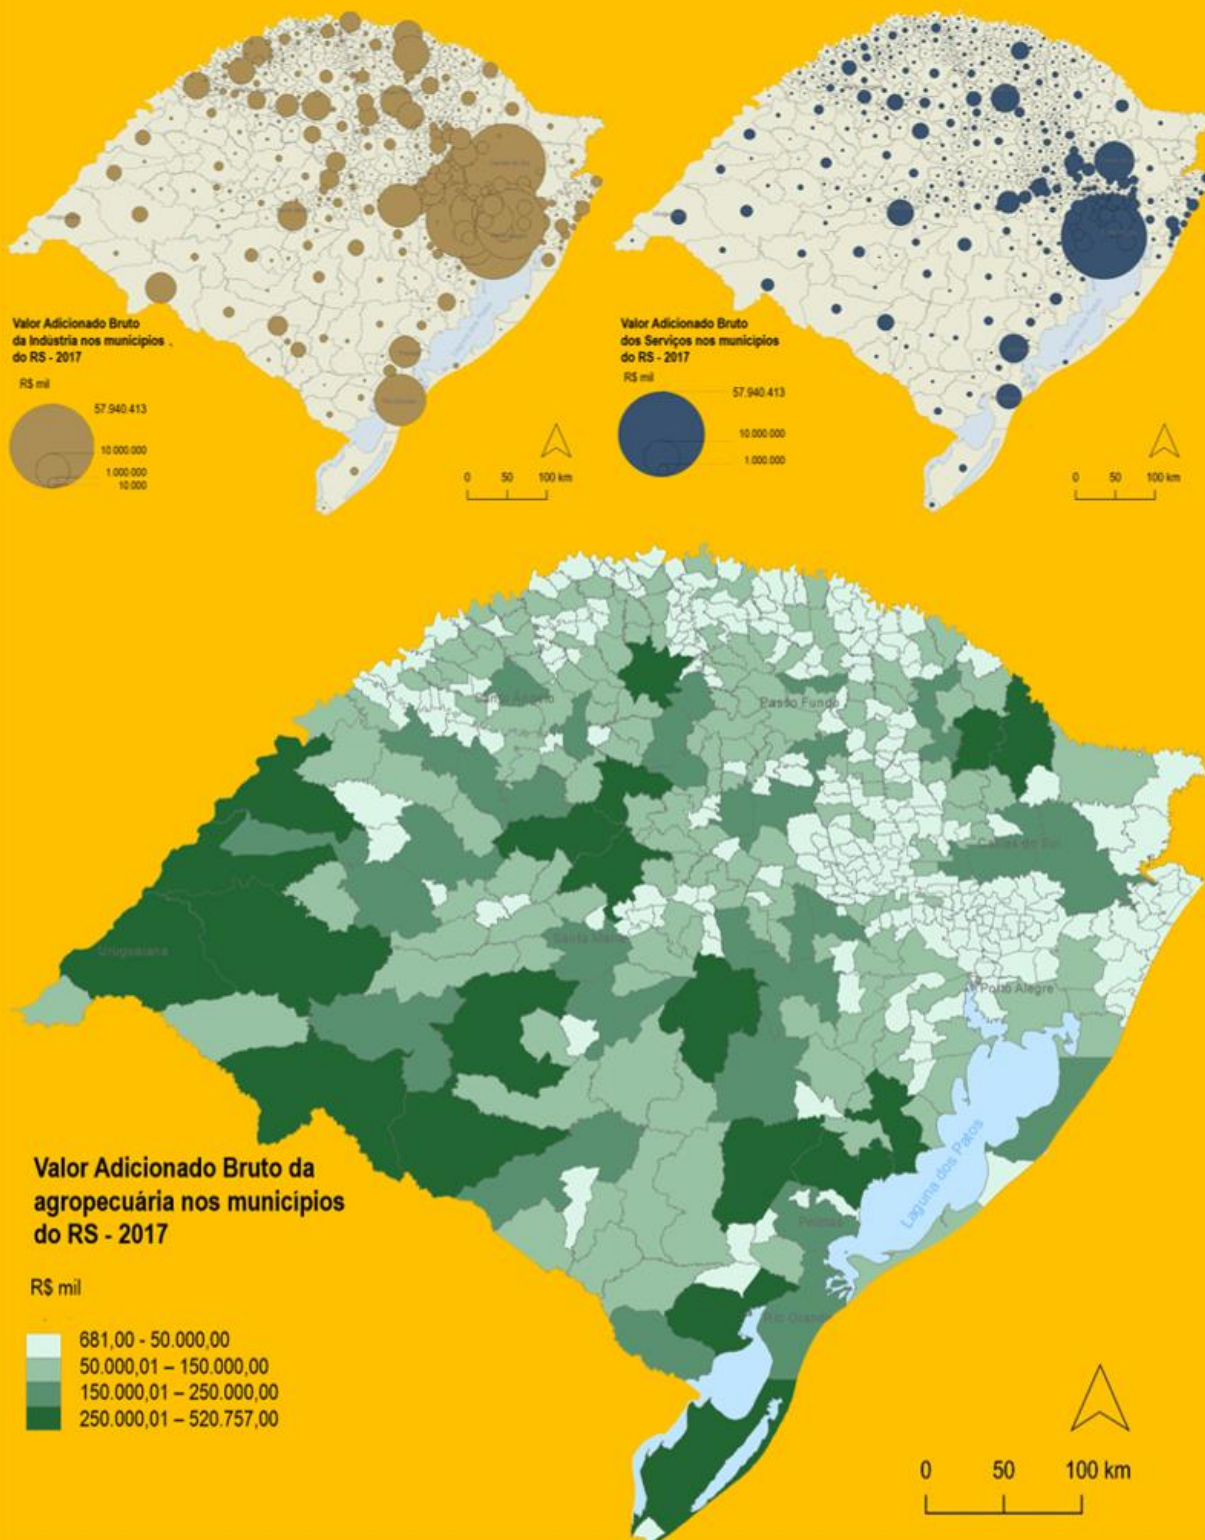 Valor Adicionado Bruto
da Indústria nos municípios .
do RS - 2017
R$ mil
57.940.413
10.000.000
1.000.000
10.000
0 50 100 km
Valor Adicionado Bruto
dos Serviços nos municípios
do RS - 2017
R$ mil
57.940.413
10.000.000
1.000.000
0 50 100 km
Santo Ângelo
Passo Fundo
Caxias do Sul
Uruguaiana
Santa Maria
Porto Alegre
Laguna dos Patos
Pelotas
Rio Grande
Valor Adicionado Bruto da
agropecuária nos municípios
do RS - 2017
R$ mil
681,00 - 50.000,00
50.000,01 – 150.000,00
150.000,01 – 250.000,00
250.000,01 – 520.757,00
0 50 100 km